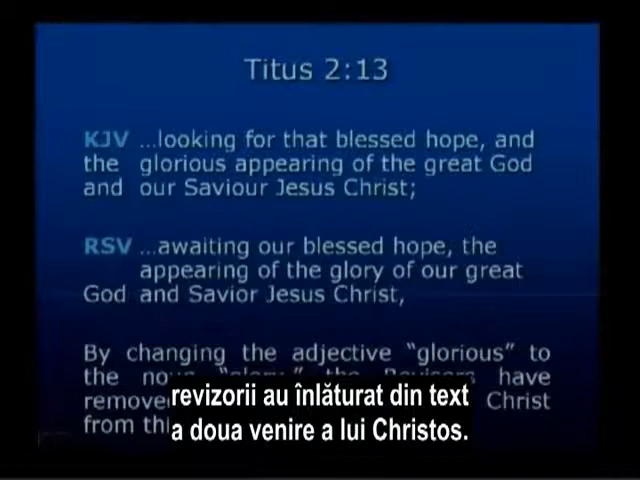 Titus 2:13
KJV …looking for that blessed hope, and
the glorious appearing of the great God
and our Saviour Jesus Christ;
RSV …awaiting our blessed hope, the
appearing of the glory of our great
God and Savior Jesus Christ,
By changing the adjective “glorious” to
the have
Christ
from
revizorii au înlăturat din text
a doua venire a lui Christos.